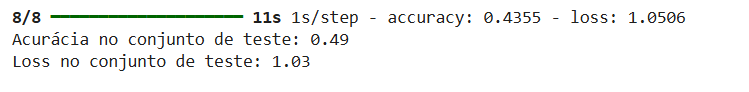 8/8 ━━━━━━━━━━━━━━━━━━━━ 11s 1s/step - accuracy: 0.4355 - loss: 1.0506
Acurácia no conjunto de teste: 0.49
Loss no conjunto de teste: 1.03